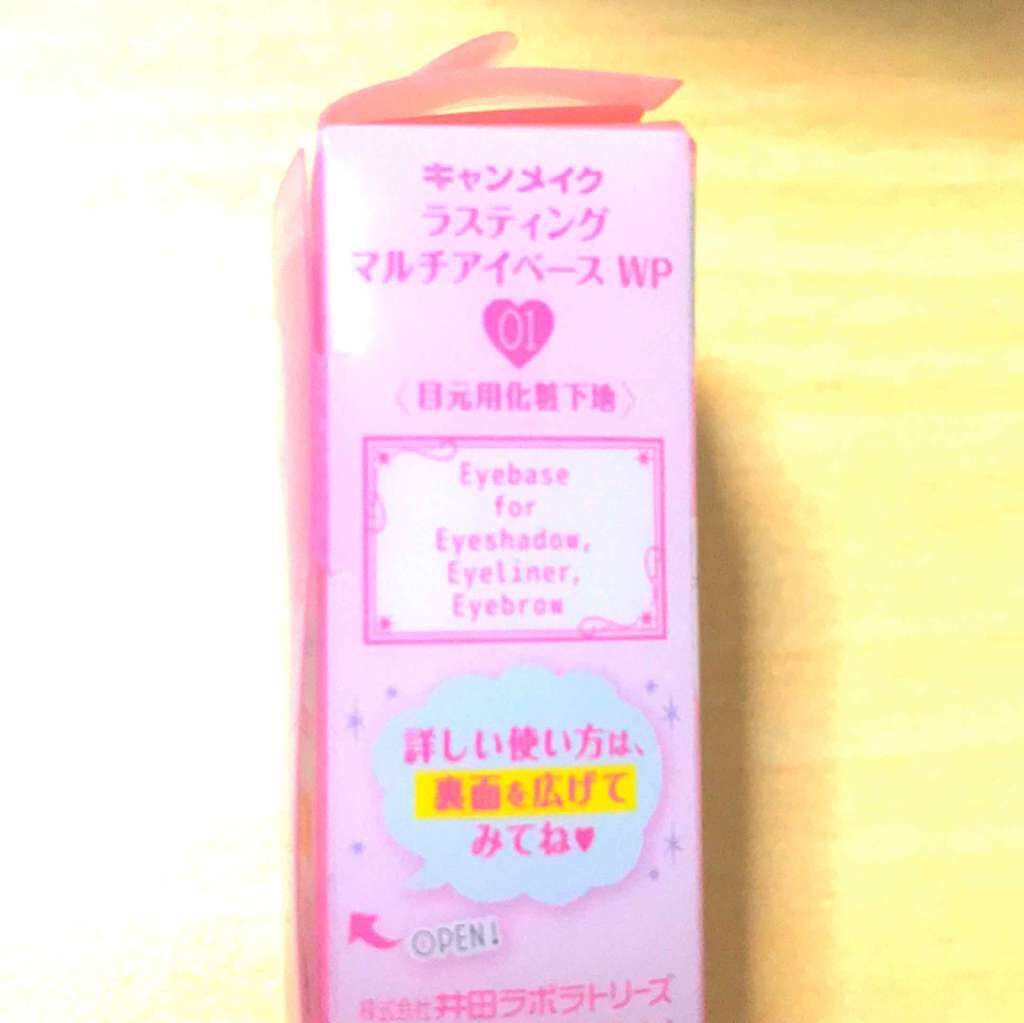 キャンメイク
ラスティング
マルチアイベース WP
01
〈目元用化粧下地〉
Eyebase
for
Eyeshadow,
Eyeliner,
Eyebrow
詳しい使い方は、
裏面を広げて
みてね♥
OPEN!
株式会社 井田ラボラトリーズ